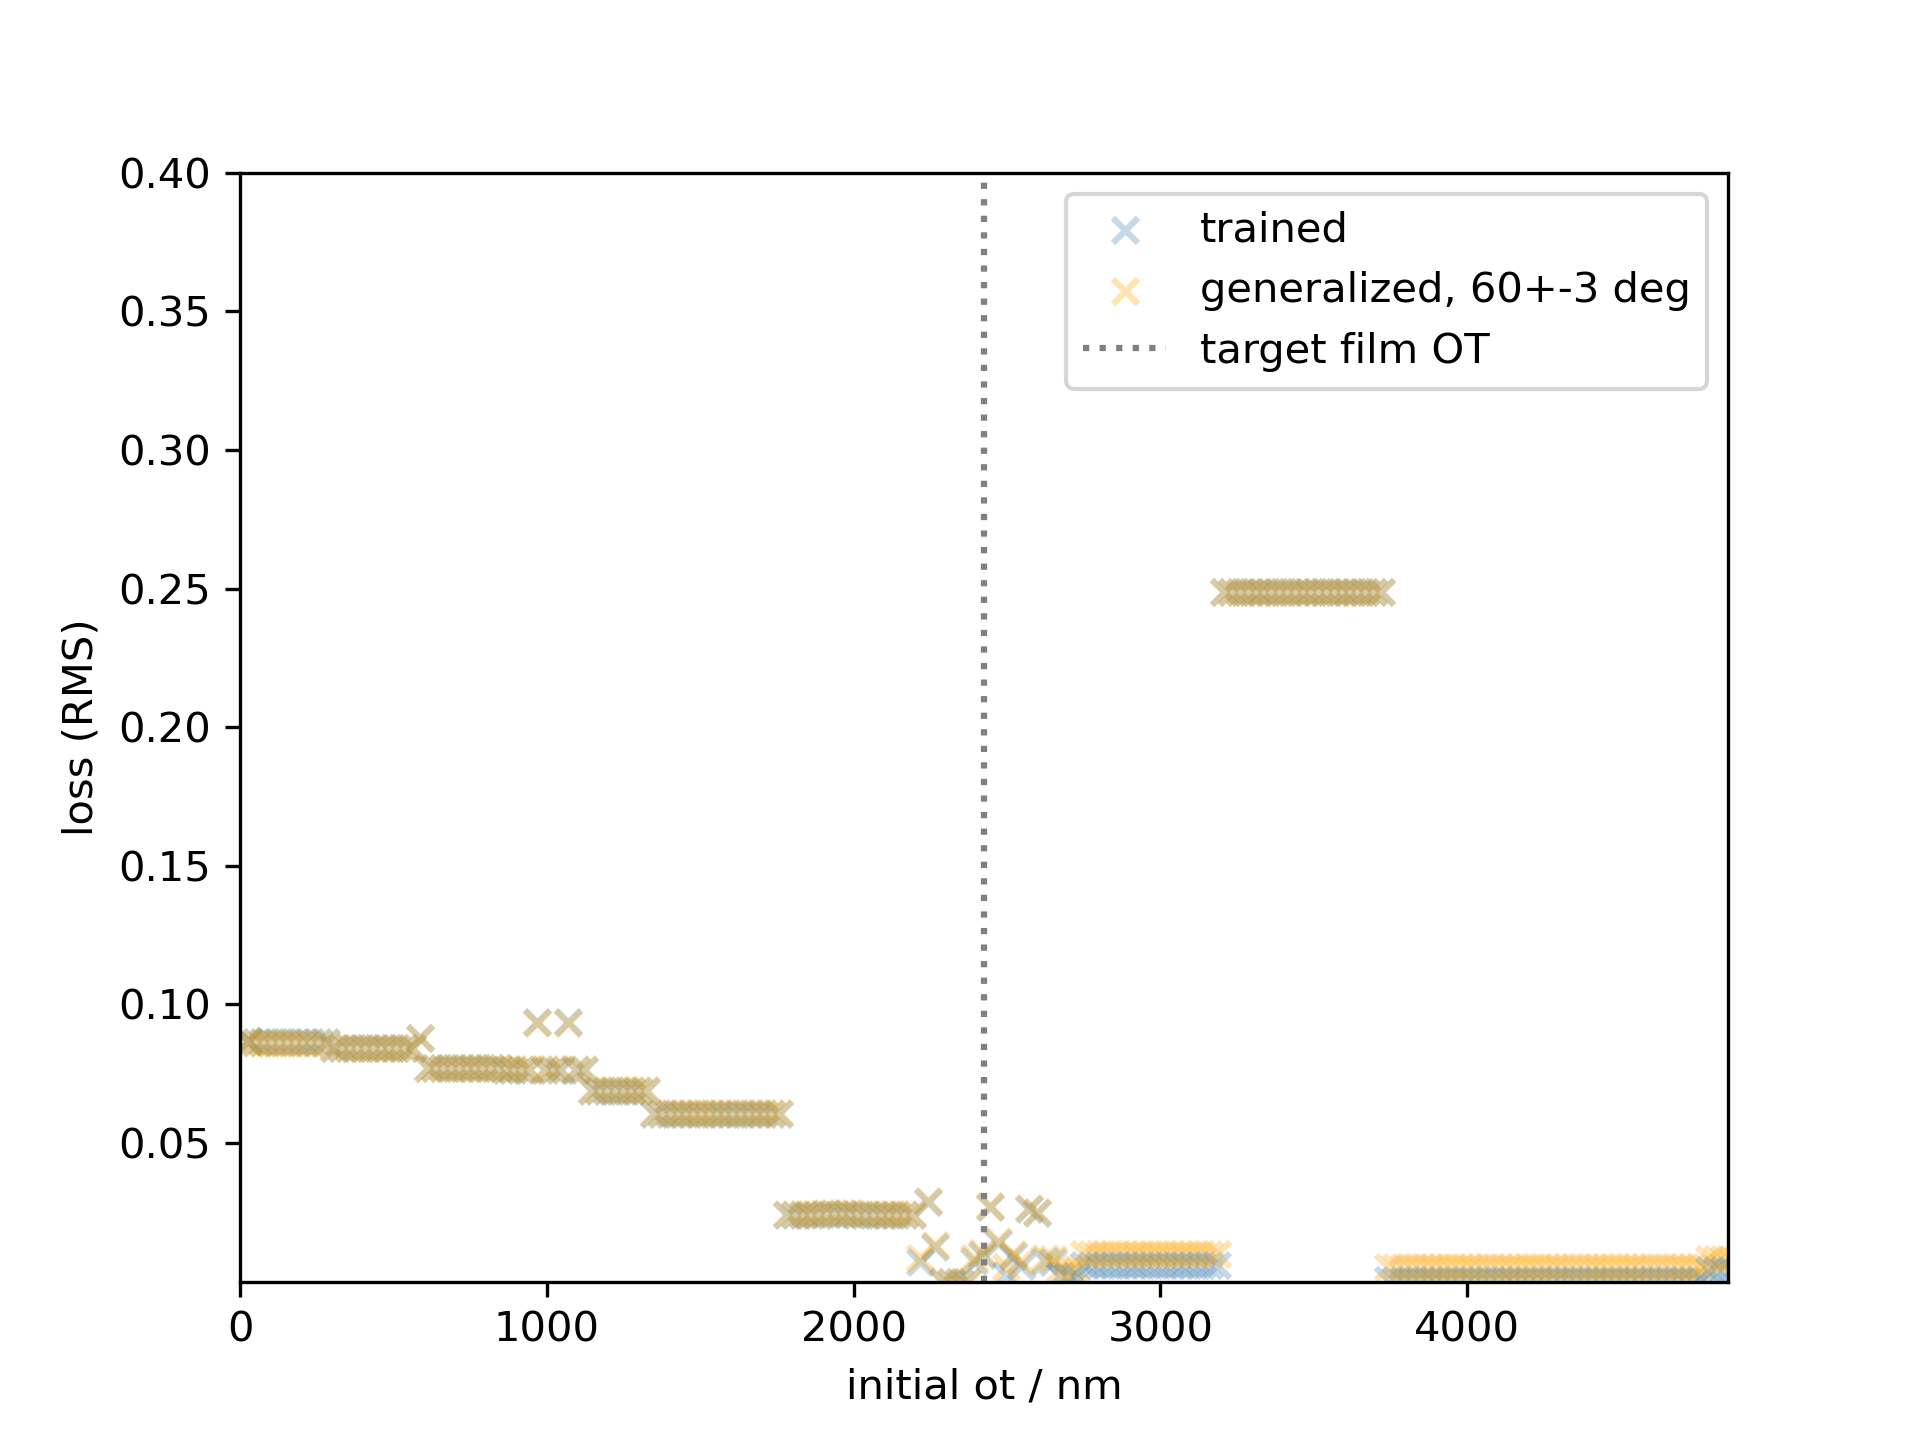 0.40
0.35
0.30
0.25
0.20
0.15
0.10
0.05
loss (RMS)
trained
generalized, 60+-3 deg
target film OT
0 1000 2000 3000 4000
initial ot / nm